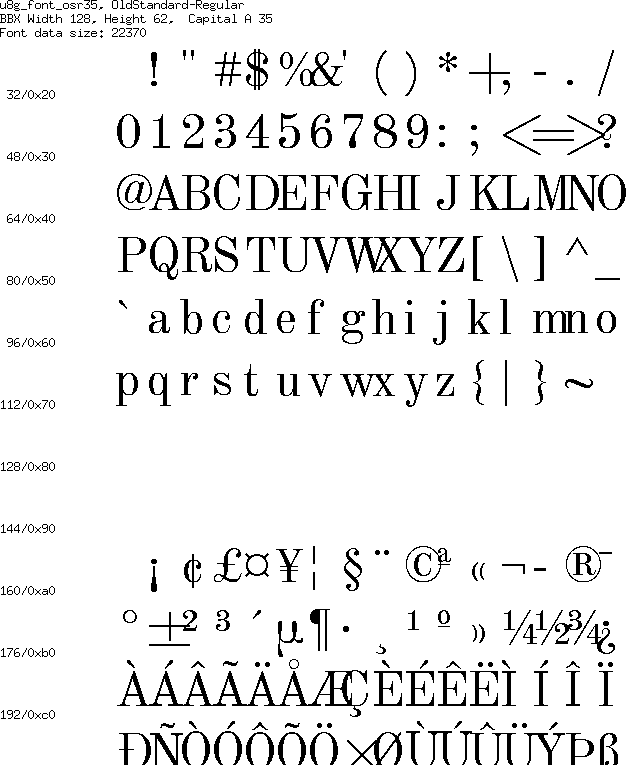 u8g_font_osr35, OldStandard-Regular
BBX Width 128, Height 62,  Capital A 35
Font data size: 22370
32/0x20 ! " # $ % & ' ( ) * + , - . /
48/0x30 0 1 2 3 4 5 6 7 8 9 : ; < = > ?
64/0x40 @ A B C D E F G H I J K L M N O
80/0x50 P Q R S T U V W X Y Z [ \ ] ^ _
96/0x60 ` a b c d e f g h i j k l m n o
112/0x70 p q r s t u v w x y z { | } ~
128/0x80
144/0x90
160/0xa0 ¡ ¢ £ ¤ ¥ ¦ § ¨ © ª « ¬ - ® ¯
176/0xb0 ° ± ² ³ ´ µ ¶ · ¸ ¹ º » ¼ ½ ¾ ¿
192/0xc0 À Á Â Ã Ä Å Æ Ç È É Ê Ë Ì Í Î Ï
Ð Ñ Ò Ó Ô Õ Ö × Ø Ù Ú Û Ü Ý Þ ß